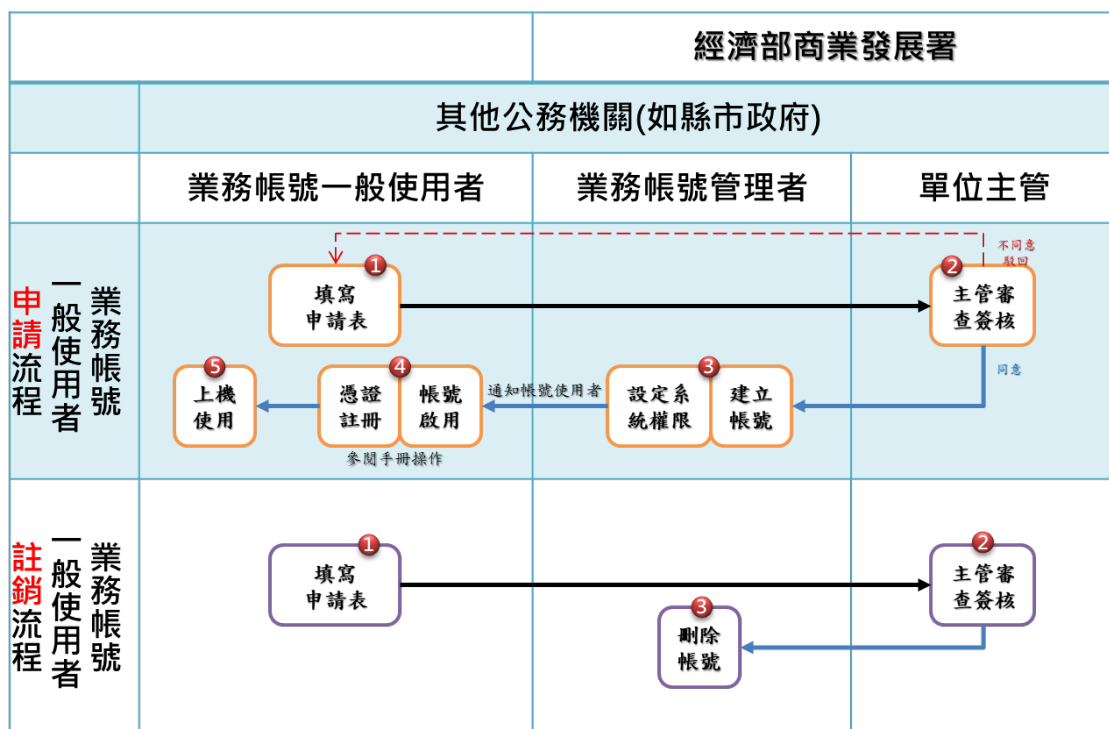 經濟部商業發展署
其他公務機關(如縣市政府)
業務帳號一般使用者
業務帳號管理者
單位主管
業務帳號
一般使用者
申請流程
不同意
駁回
1
填寫
申請表
2
主管審
查簽核
同意
5
上機
使用
4
憑證
註冊
帳號
啟用
參閱手冊操作
通知帳號使用者
3
設定系
統權限
建立
帳號
業務帳號
一般使用者
註銷流程
1
填寫
申請表
2
主管審
查簽核
3
刪除
帳號